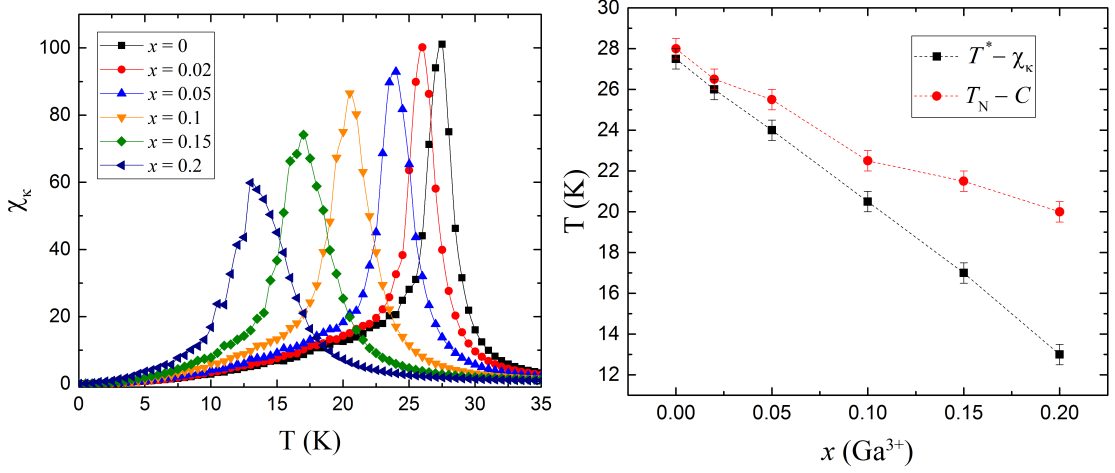 100
80
60
40
20
0
χκ
0 5 10 15 20 25 30 35
T (K)
x = 0
x = 0.02
x = 0.05
x = 0.1
x = 0.15
x = 0.2
30
28
26
24
22
20
18
16
14
12
T (K)
0.00 0.05 0.10 0.15 0.20
x (Ga³⁺)
T* – χκ
TN – C